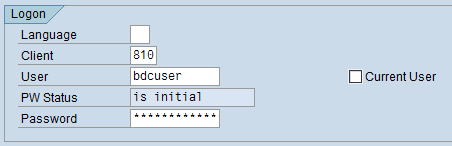 Logon
Language
Client 810
User bdcuser Current User
PW Status is initial
Password ************